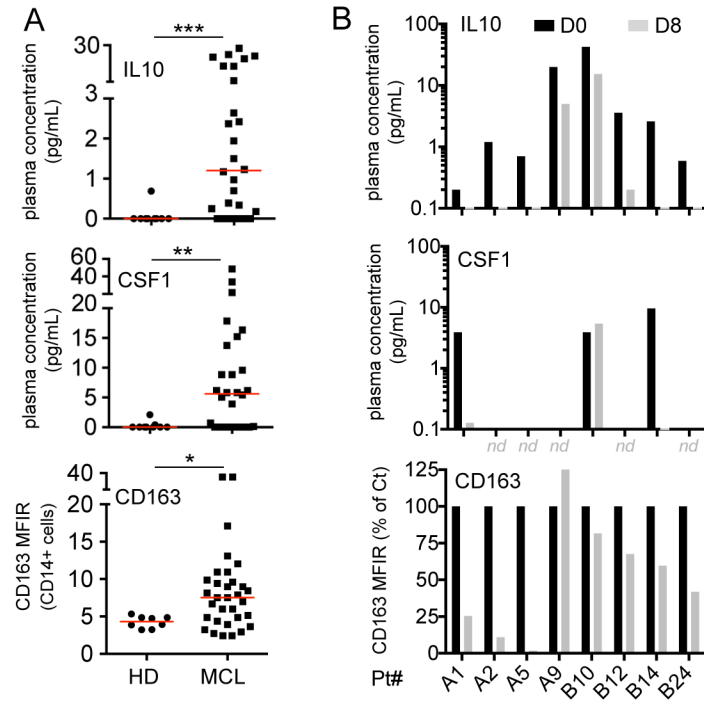 A
***
30
IL10
3
2
1
0
plasma concentration
(pg/mL)
**
60
40
20
CSF1
15
10
5
0
plasma concentration
(pg/mL)
*
40
20
CD163
15
10
5
0
CD163 MFIR
(CD14+ cells)
HD MCL
B
IL10 D0 D8
100
10
1
0.1
plasma concentration
(pg/mL)
CSF1
100
10
1
0.1
plasma concentration
(pg/mL)
nd nd nd nd nd
CD163
125
100
75
50
25
0
CD163 MFIR (% of Ct)
Pt# A1 A2 A5 A9 B10 B12 B14 B24